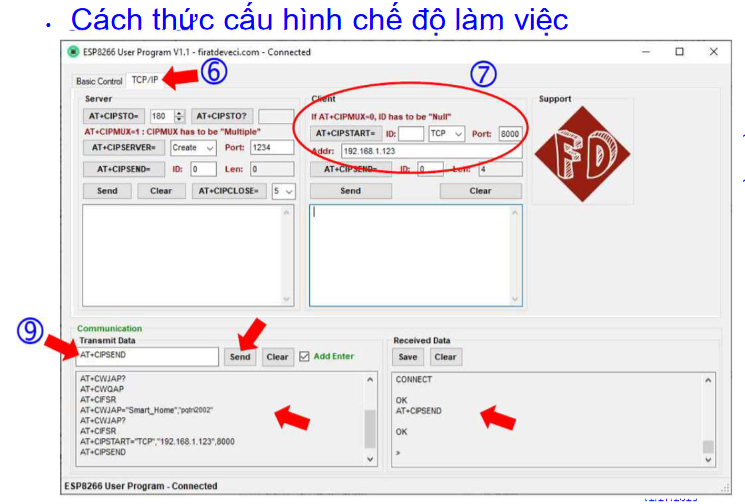 • Cách thức cấu hình chế độ làm việc
ESP8266 User Program V1.1 - firatdeveci.com - Connected
Basic Control TCP/IP ⑥ ⑦
Server Client Support
AT+CIPSTO= 180 AT+CIPSTO? If AT+CIPMUX=0, ID has to be "Null"
AT+CIPMUX=1 : CIPMUX has to be "Multiple" AT+CIPSTART= ID: TCP Port: 8000
AT+CIPSERVER= Create Port: 1234 Addr: 192.168.1.123
AT+CIPSEND= ID: 0 Len: 0 AT+CIPSEND= ID: 0 Len: 4
Send Clear AT+CIPCLOSE= 5 Send Clear
FD
Communication
⑨ Transmit Data Received Data
AT+CIPSEND Send Clear Add Enter Save Clear
AT+CWJAP?
AT+CWQAP
AT+CIFSR
AT+CWJAP="Smart_Home","pqtri2002"
AT+CWJAP?
AT+CIFSR
AT+CIPSTART="TCP","192.168.1.123",8000
AT+CIPSEND
CONNECT
OK
AT+CIPSEND
OK
>
ESP8266 User Program - Connected